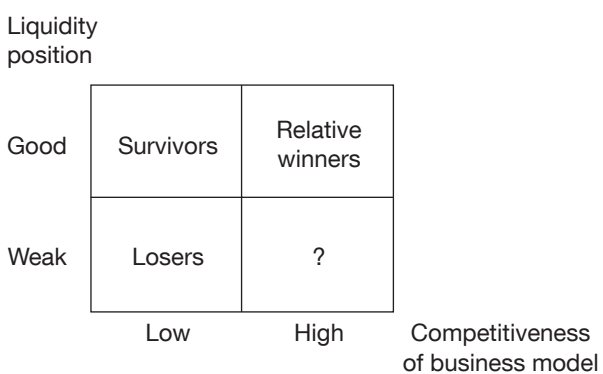 Liquidity
position
Good
Survivors
Relative
winners
Weak
Losers
?
Low
High
Competitiveness
of business model